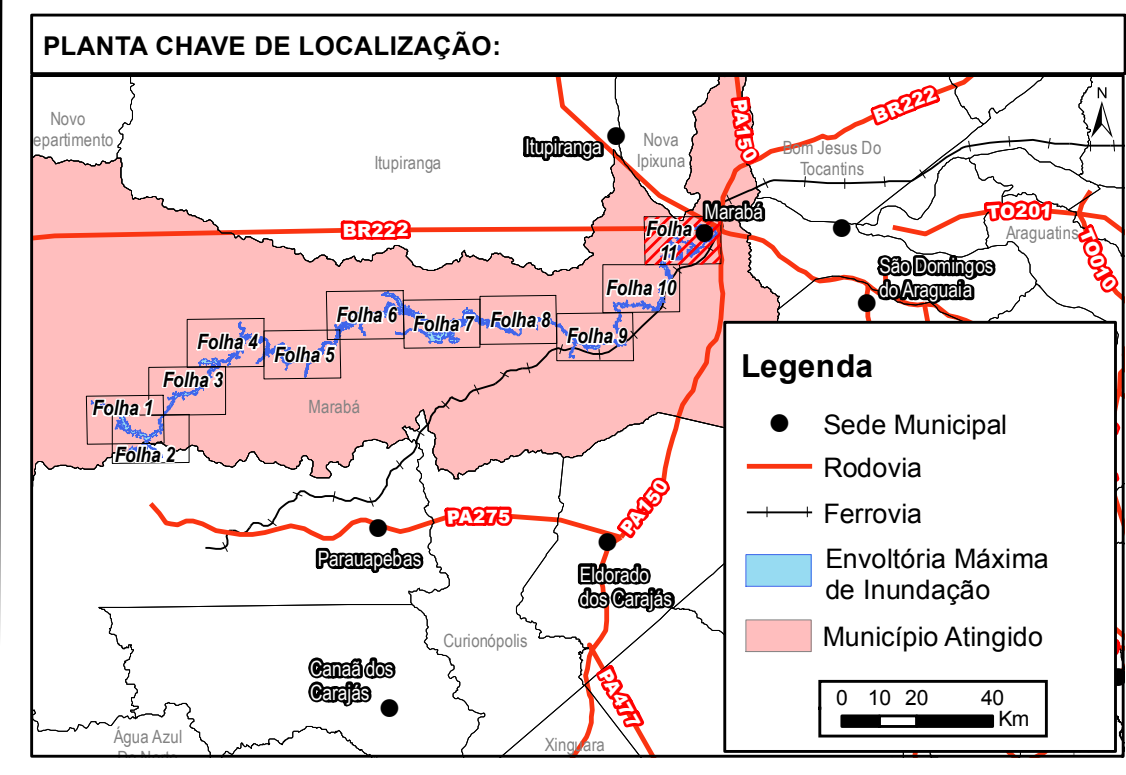 PLANTA CHAVE DE LOCALIZAÇÃO:
Novo
epartimento
Itupiranga
Itupiranga
Nova
Ipixuna
PA150
BR222
Bom Jesus Do
Tocantins
N
BR222
Marabá
Folha
11
TO201
Araguatins
TO010
São Domingos
do Araguaia
Folha 10
Folha 6
Folha 7
Folha 8
Folha 9
Folha 4
Folha 5
Folha 3
Folha 1
Folha 2
Marabá
PA275
PA150
Parauapebas
Eldorado
dos Carajás
Curionópolis
Canaã dos
Carajás
PA477
Água Azul
Do Norte
Xinguara
Legenda
Sede Municipal
Rodovia
Ferrovia
Envoltória Máxima
de Inundação
Município Atingido
0 10 20 40
Km